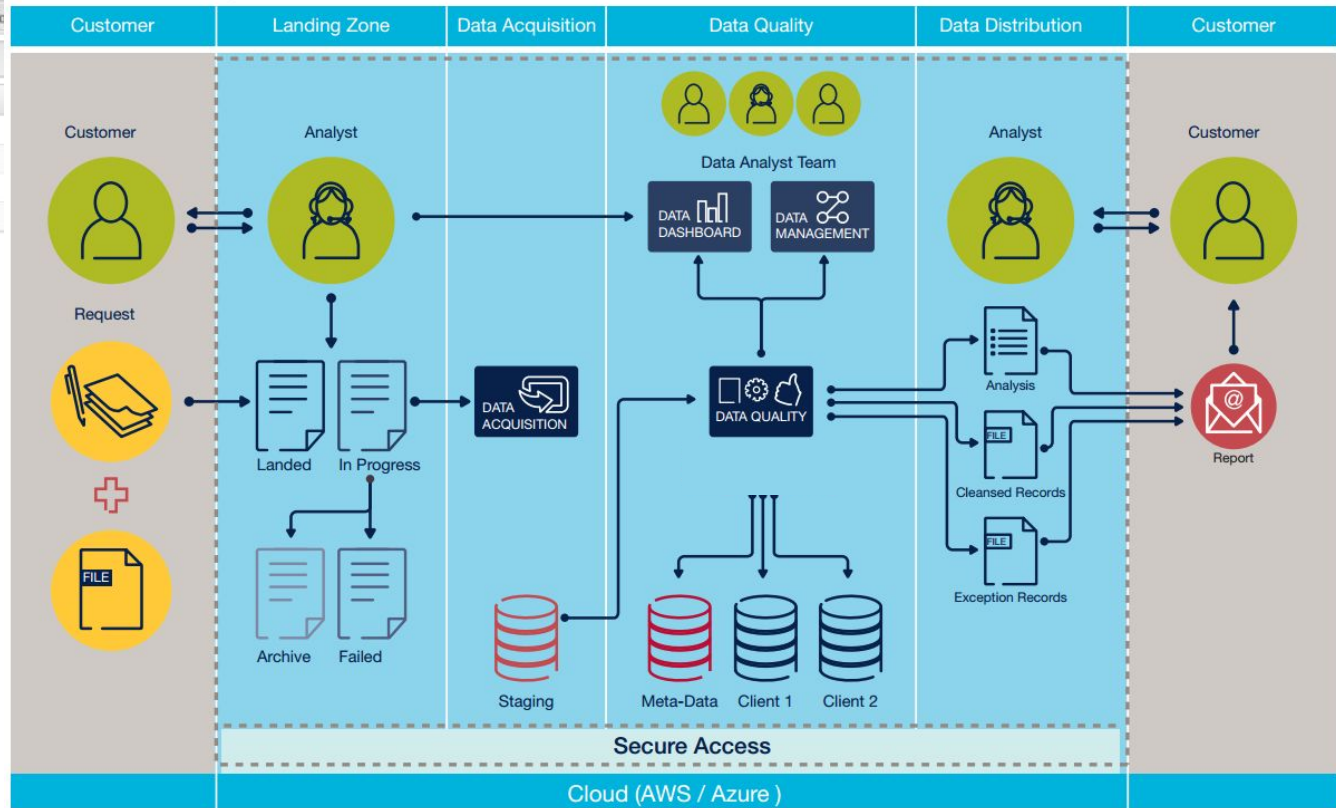 Customer
Landing Zone
Data Acquisition
Data Quality
Data Distribution
Customer
Customer
Analyst
Data Analyst Team
Analyst
Customer
DATA
DASHBOARD
DATA
MANAGEMENT
Request
Landed
In Progress
DATA
ACQUISITION
DATA QUALITY
Analysis
@
Report
FILE
Cleansed Records
FILE
Exception Records
FILE
Archive
Failed
Staging
Meta-Data
Client 1
Client 2
Secure Access
Cloud (AWS / Azure )